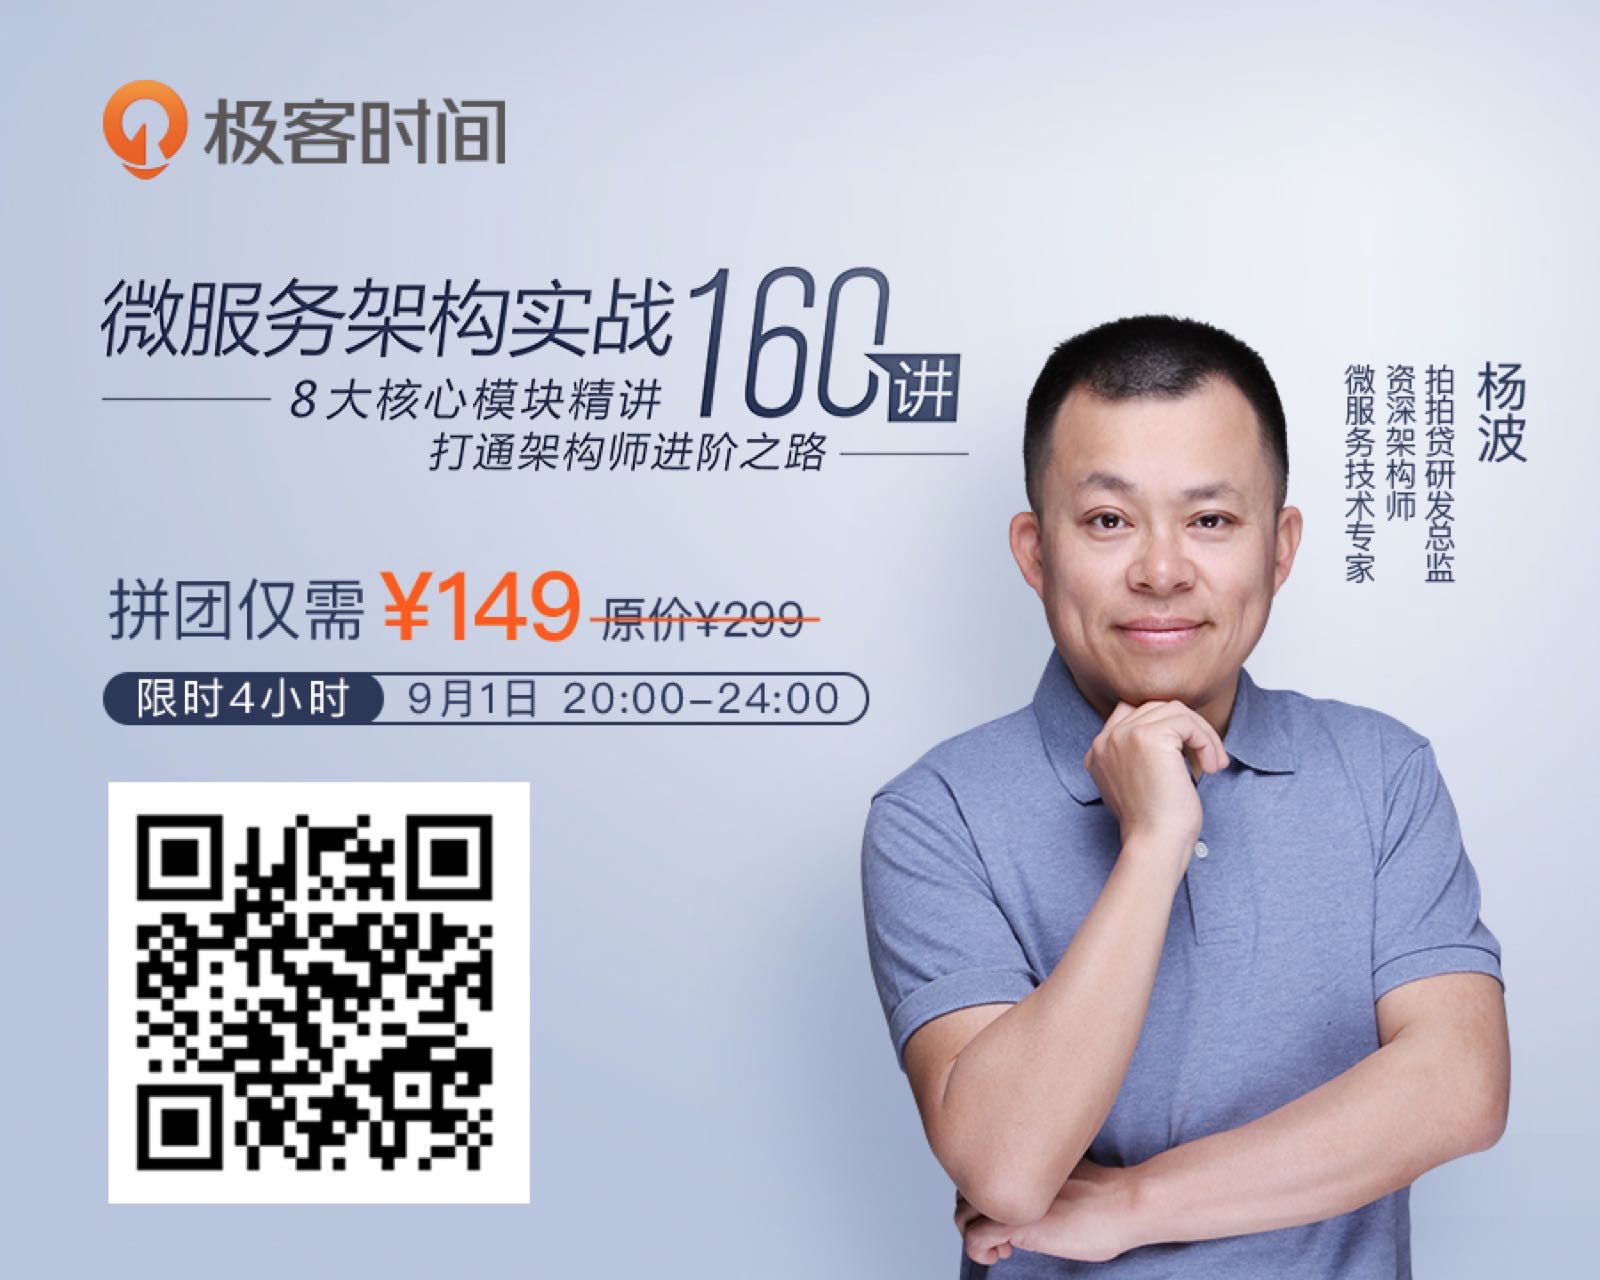 极客时间
微服务架构实战160讲
8大核心模块精讲
打通架构师进阶之路
拼团仅需¥149 原价¥299
限时4小时 9月1日 20:00-24:00
杨波
拍拍贷研发总监
资深架构师
微服务技术专家